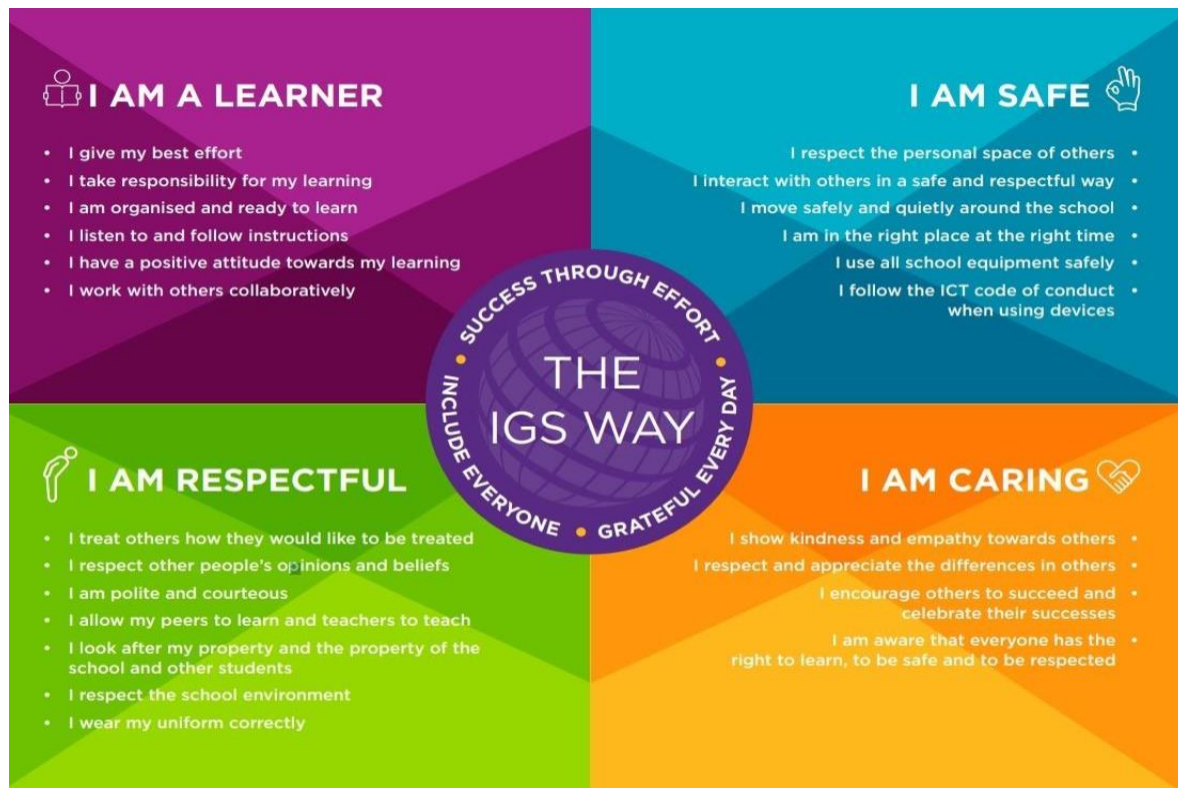 I AM A LEARNER
• I give my best effort
• I take responsibility for my learning
• I am organised and ready to learn
• I listen to and follow instructions
• I have a positive attitude towards my learning
• I work with others collaboratively
I AM SAFE
I respect the personal space of others •
I interact with others in a safe and respectful way •
I move safely and quietly around the school •
I am in the right place at the right time •
I use all school equipment safely •
I follow the ICT code of conduct •
when using devices
SUCCESS THROUGH EFFORT •
GRATEFUL EVERY DAY •
INCLUDE EVERYONE •
THE
IGS WAY
I AM RESPECTFUL
• I treat others how they would like to be treated
• I respect other people's opinions and beliefs
• I am polite and courteous
• I allow my peers to learn and teachers to teach
• I look after my property and the property of the
school and other students
• I respect the school environment
• I wear my uniform correctly
I AM CARING
I show kindness and empathy towards others •
I respect and appreciate the differences in others •
I encourage others to succeed and •
celebrate their successes
I am aware that everyone has the •
right to learn, to be safe and to be respected